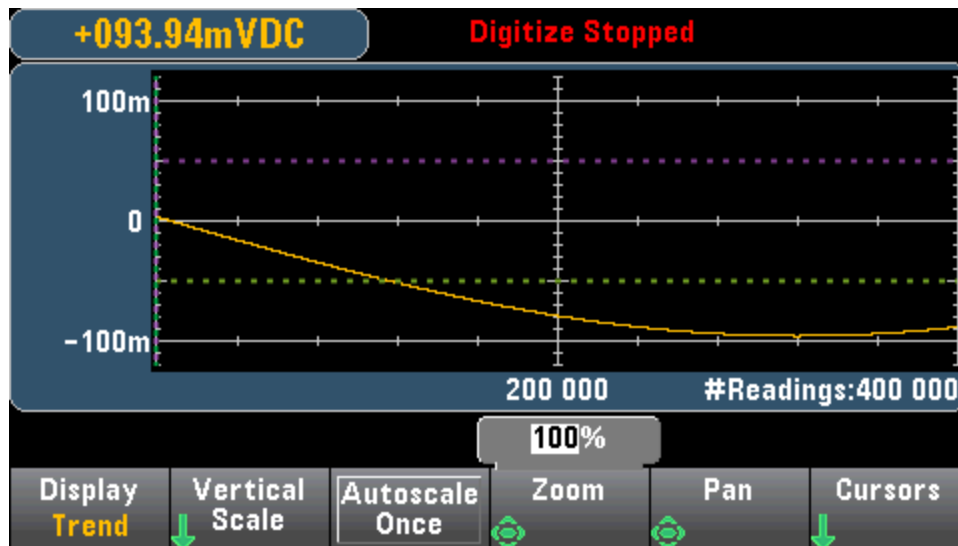 +093.94mVDC
Digitize Stopped
100m
0
-100m
200 000
#Readings:400 000
100%
Display
Trend
Vertical
Scale
Autoscale
Once
Zoom
Pan
Cursors